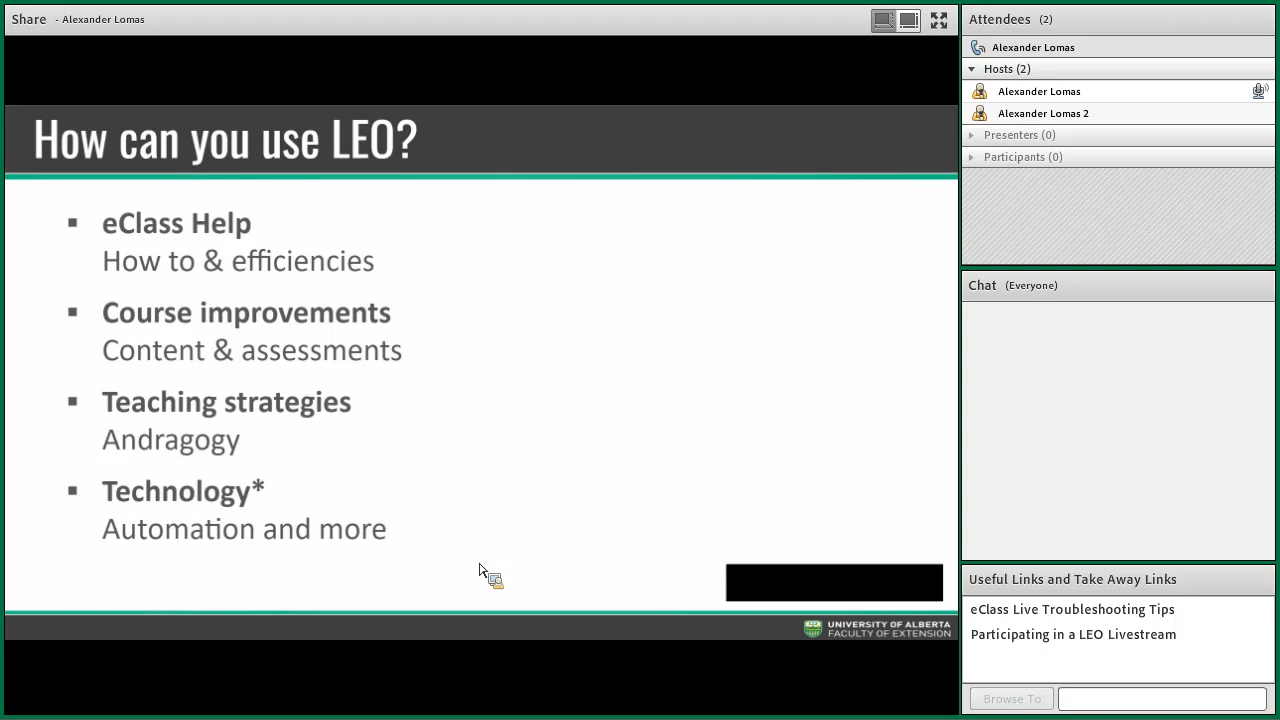 Share - Alexander Lomas
How can you use LEO?
▪ eClass Help
How to & efficiencies
▪ Course improvements
Content & assessments
▪ Teaching strategies
Andragogy
▪ Technology*
Automation and more
UNIVERSITY OF ALBERTA
FACULTY OF EXTENSION
Attendees (2)
Alexander Lomas
Hosts (2)
Alexander Lomas
Alexander Lomas 2
Presenters (0)
Participants (0)
Chat (Everyone)
Useful Links and Take Away Links
eClass Live Troubleshooting Tips
Participating in a LEO Livestream
Browse To